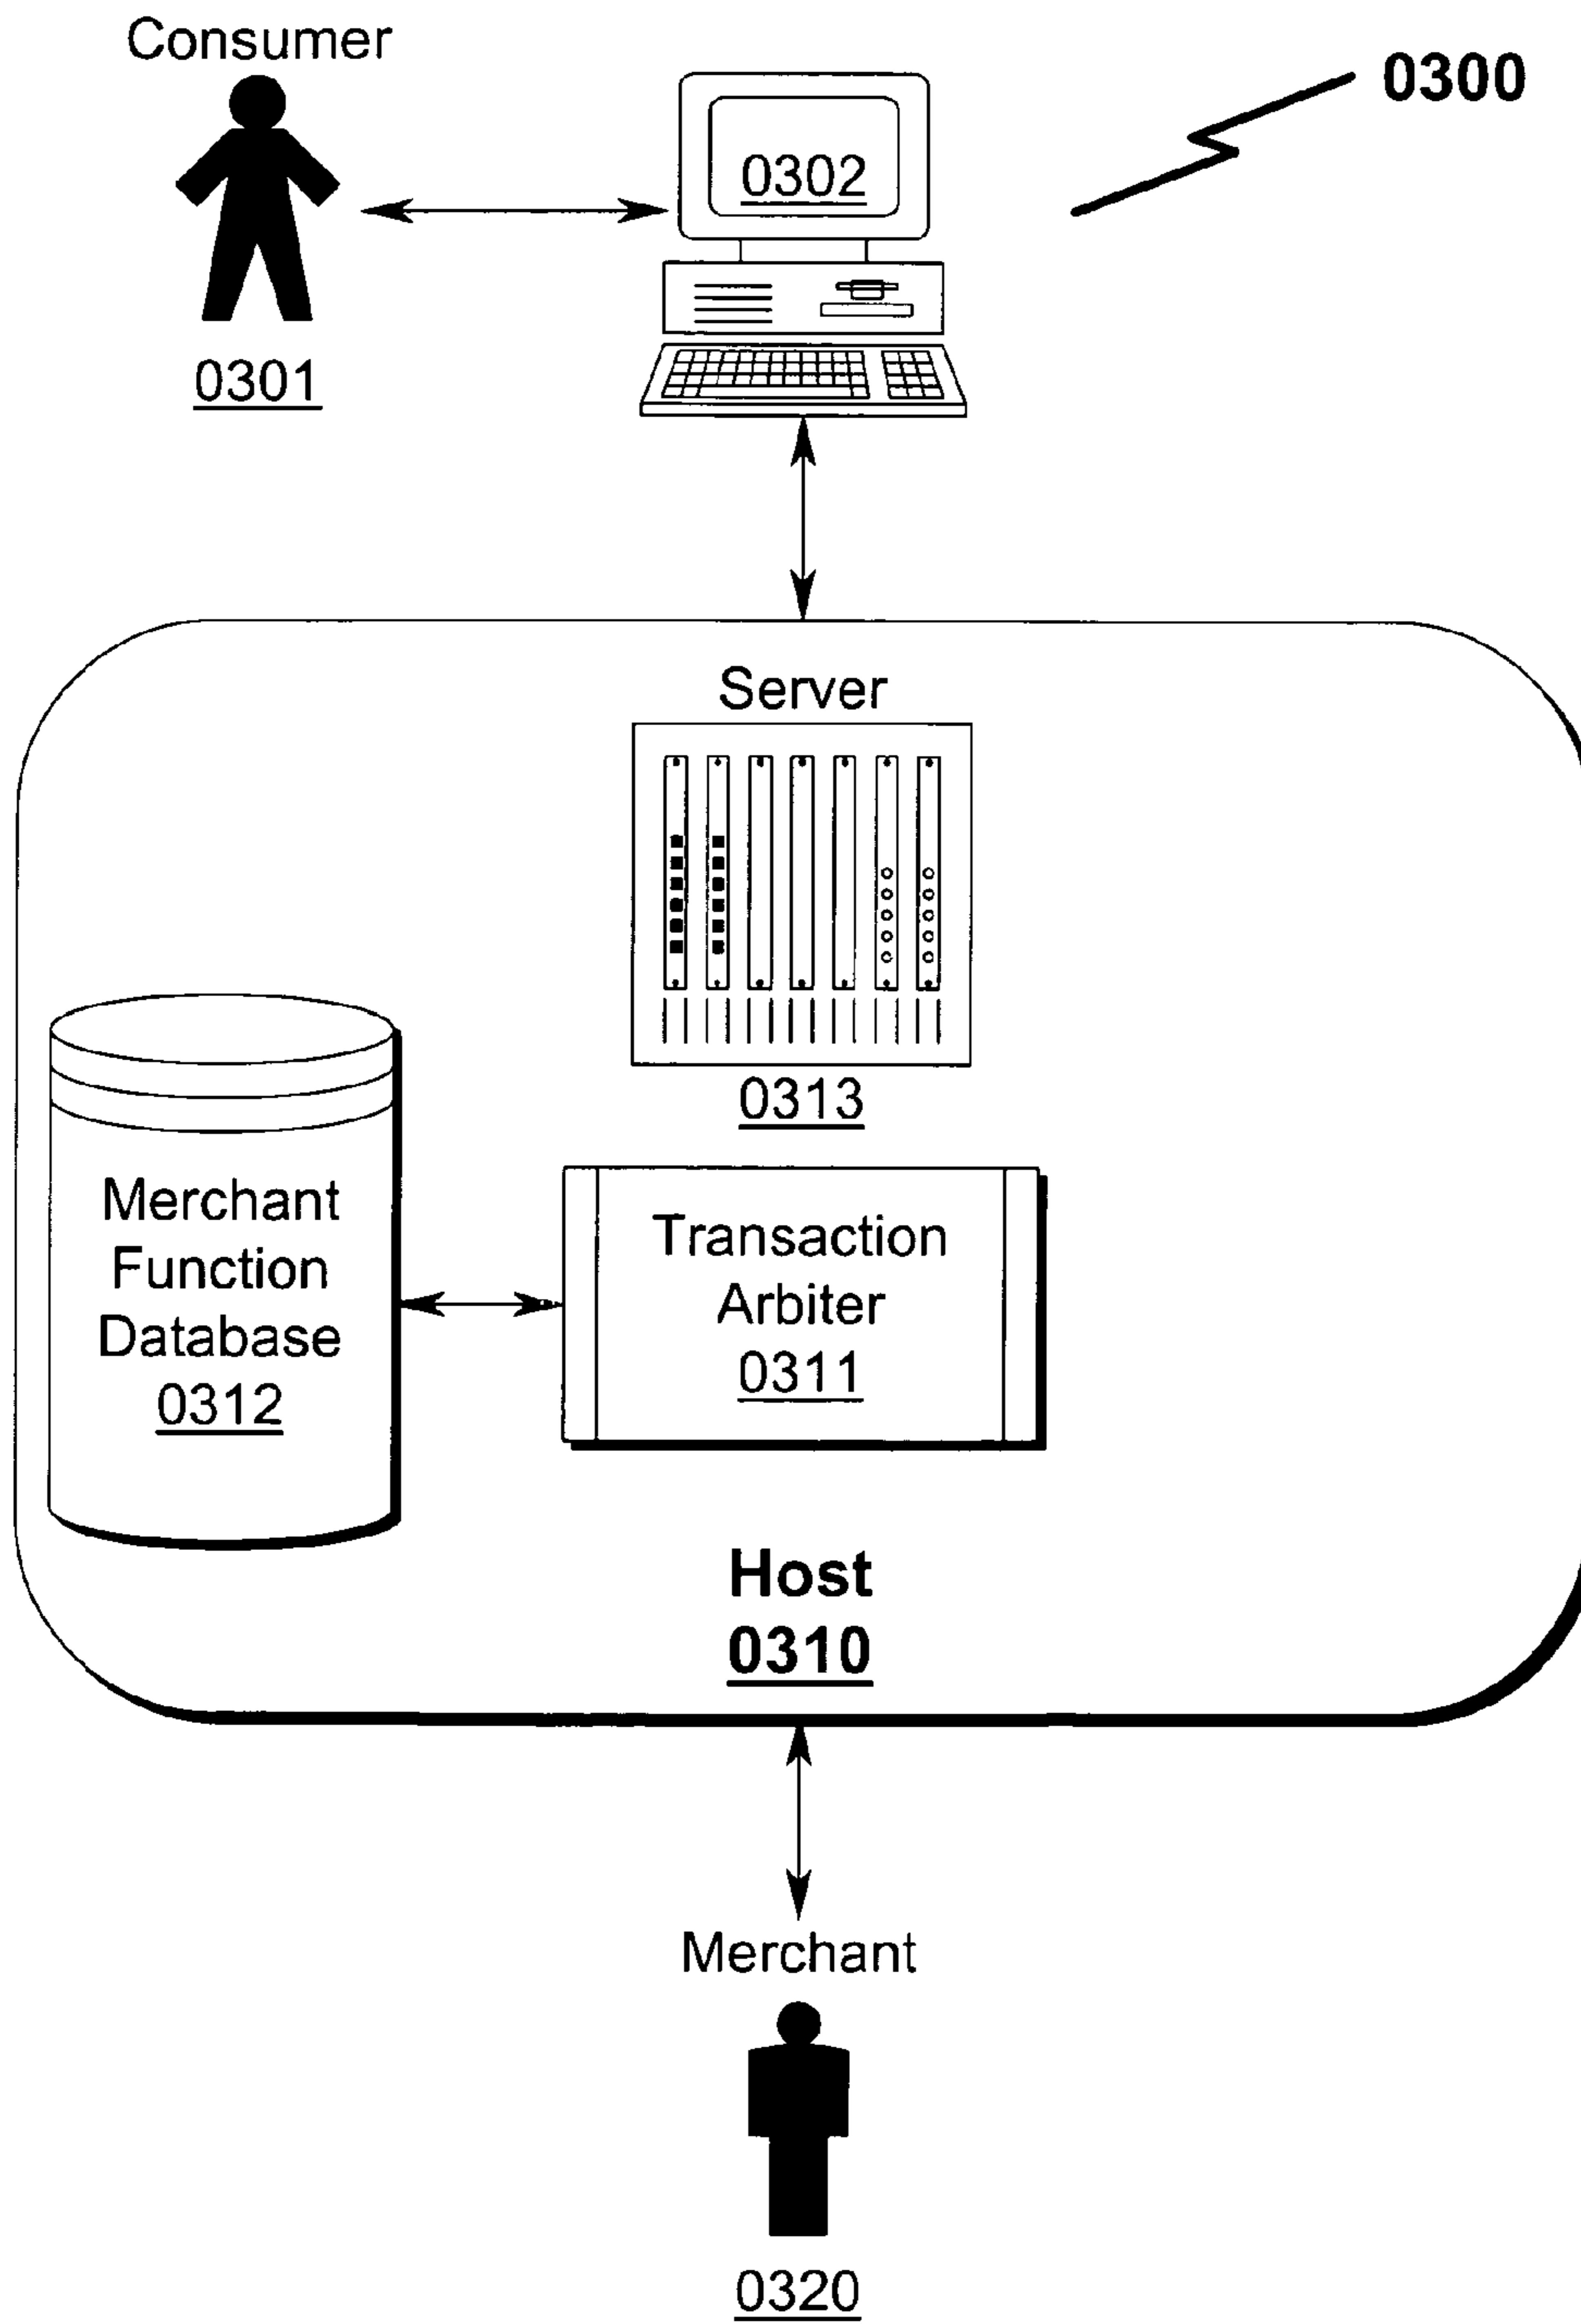 Consumer
0300
0302
0301
Server
0313
Merchant
Function
Database
0312
Transaction
Arbiter
0311
Host
0310
Merchant
0320